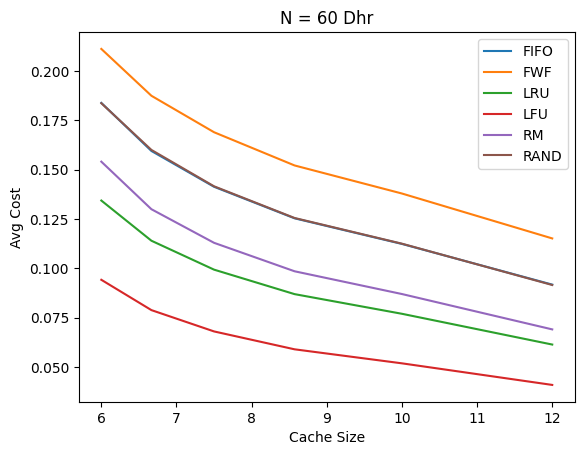 N = 60 Dhr
FIFO
FWF
LRU
LFU
RM
RAND
0.200
0.175
0.150
0.125
0.100
0.075
0.050
Avg Cost
6 7 8 9 10 11 12
Cache Size